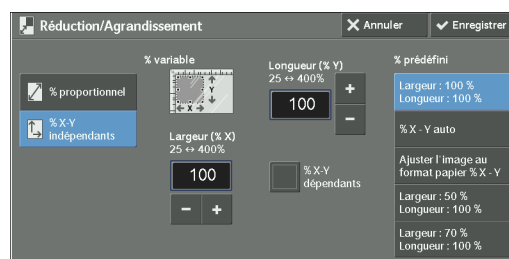 Réduction/Agrandissement
Annuler
Enregistrer
% proportionnel
% X-Y
indépendants
% variable
Y
X
Largeur (% X)
25 ↔ 400%
100
− +
Longueur (% Y)
25 ↔ 400%
100
+
−
% X-Y
dépendants
% prédéfini
Largeur : 100 %
Longueur : 100 %
% X - Y auto
Ajuster l'image au
format papier % X - Y
Largeur : 50 %
Longueur : 100 %
Largeur : 70 %
Longueur : 100 %